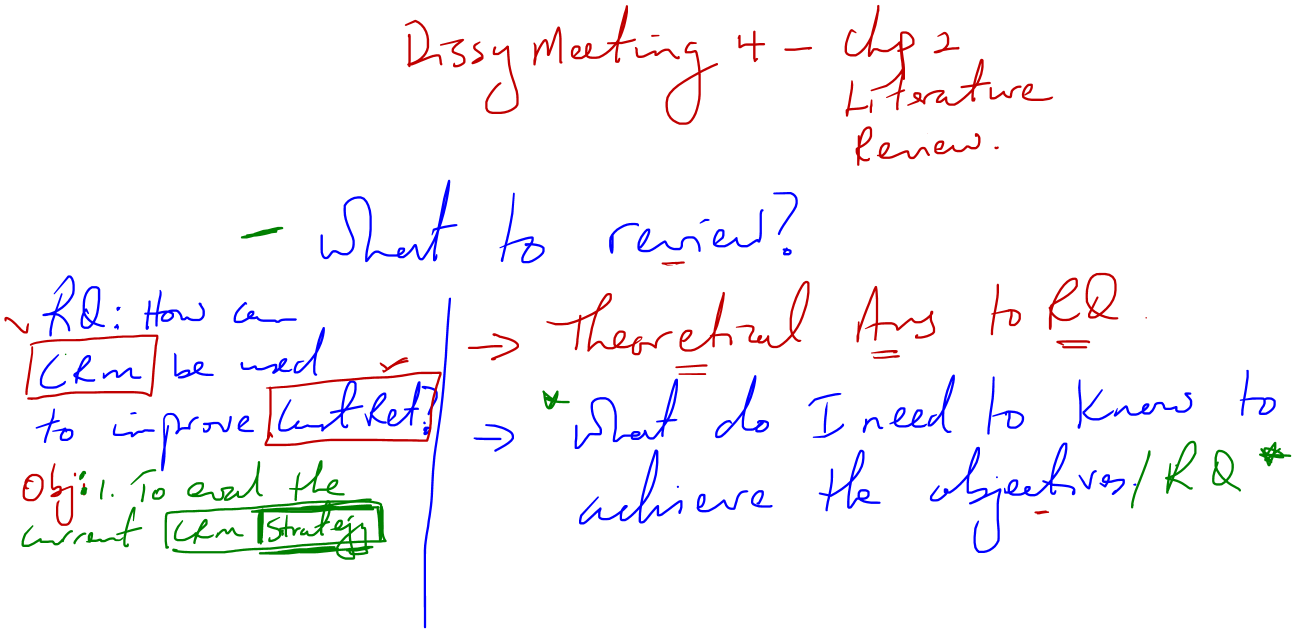 Dissy Meeting 4 - Chp 2
Literature
Review.
- What to review?
RQ: How can
CRM be used
to improve Cust Ret?
Obj: 1. To eval the
current CRM Strategy
→ Theoretical Ans to RQ.
→ * What do I need to know to
achieve the objectives. / RQ *